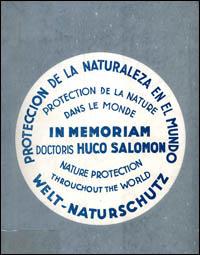 PROTECCION DE LA NATURALEZA EN EL MUNDO
PROTECTION DE LA NATURE
DANS LE MONDE
IN MEMORIAM
DOCTORIS HUGO SALOMON
NATURE PROTECTION
THROUGHOUT THE WORLD
WELT-NATURSCHUTZ